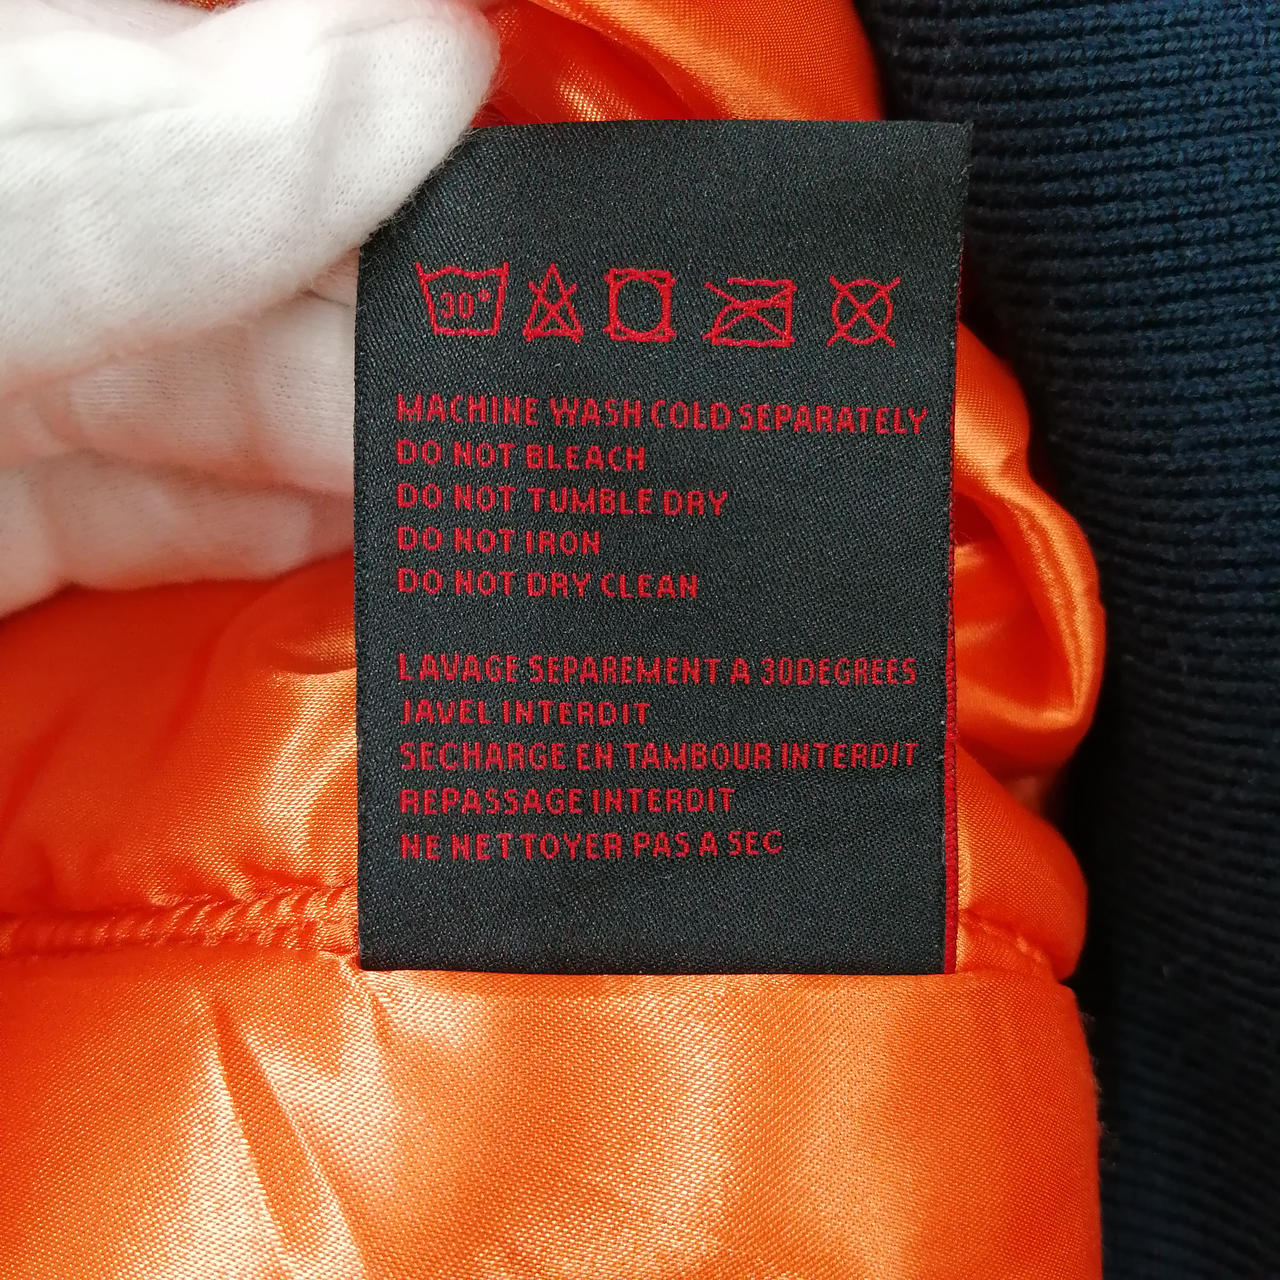 30°
MACHINE WASH COLD SEPARATELY
DO NOT BLEACH
DO NOT TUMBLE DRY
DO NOT IRON
DO NOT DRY CLEAN
LAVAGE SEPAREMENT A 30DEGREES
JAVEL INTERDIT
SECHARGE EN TAMBOUR INTERDIT
REPASSAGE INTERDIT
NE NETTOYER PAS A SEC